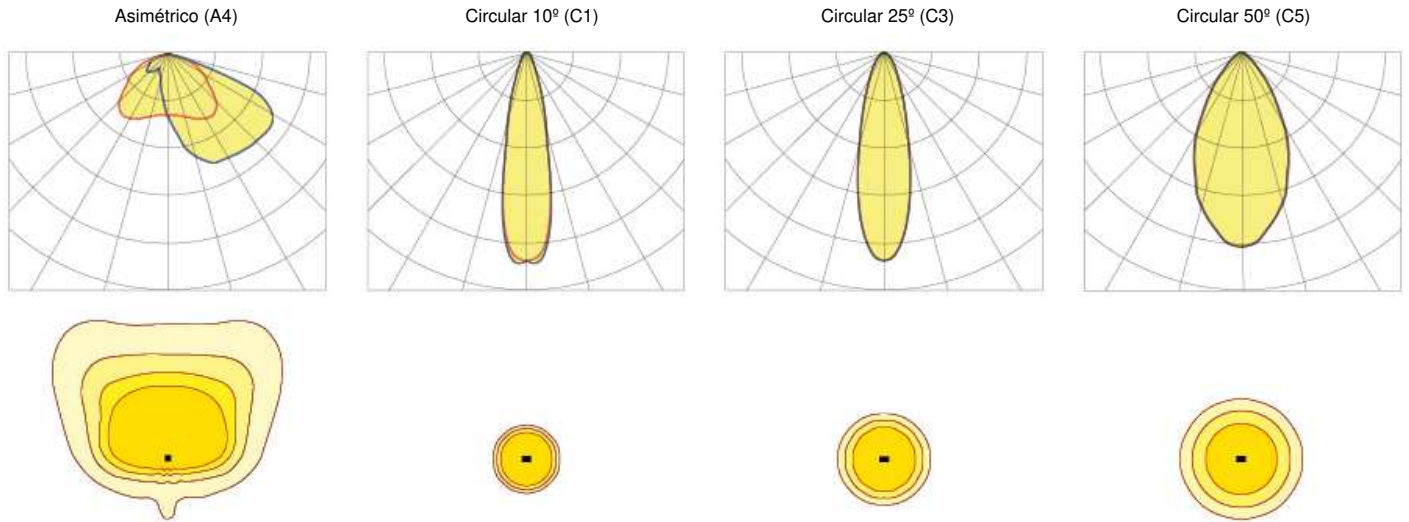 Asimétrico (A4)
Circular 10º (C1)
Circular 25º (C3)
Circular 50º (C5)